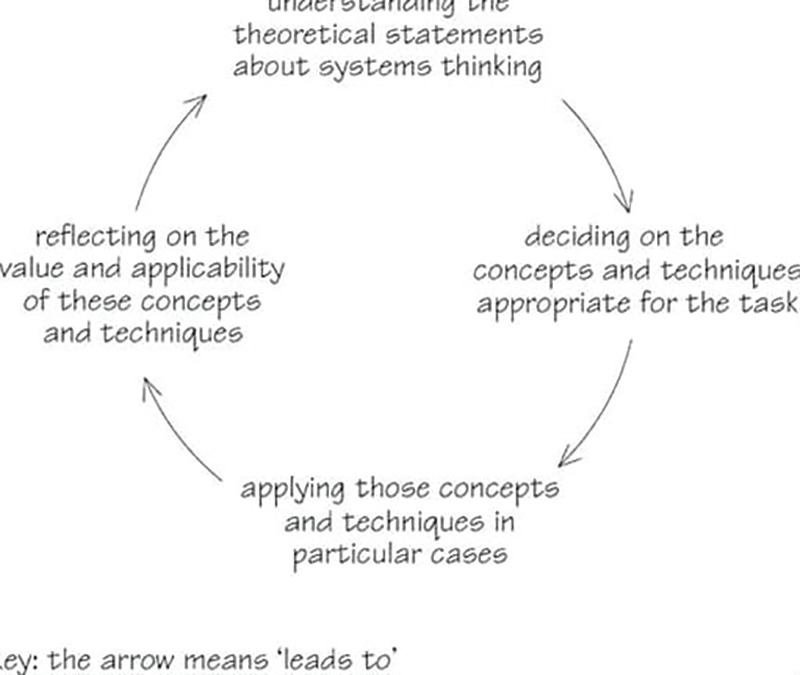 understanding the
theoretical statements
about systems thinking
reflecting on the
value and applicability
of these concepts
and techniques
deciding on the
concepts and techniques
appropriate for the task
applying those concepts
and techniques in
particular cases
ey: the arrow means ‘leads to’